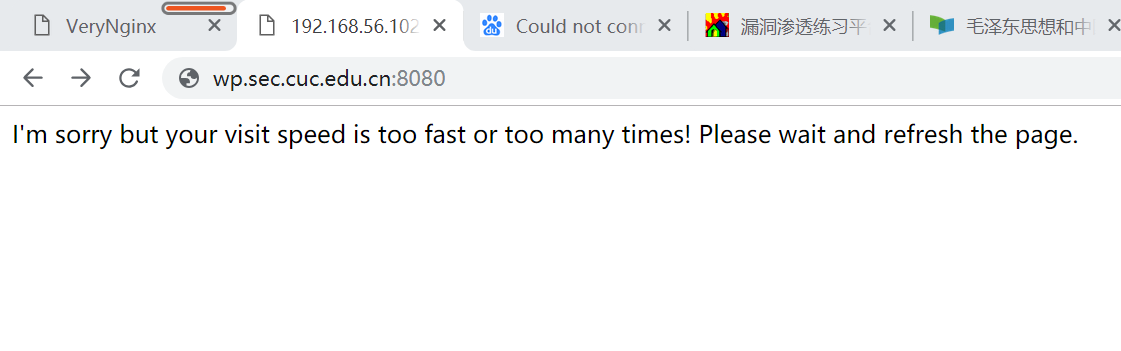 VeryNginx
192.168.56.102
Could not conn
漏洞渗透练习平
毛泽东思想和中
wp.sec.cuc.edu.cn:8080
I'm sorry but your visit speed is too fast or too many times! Please wait and refresh the page.